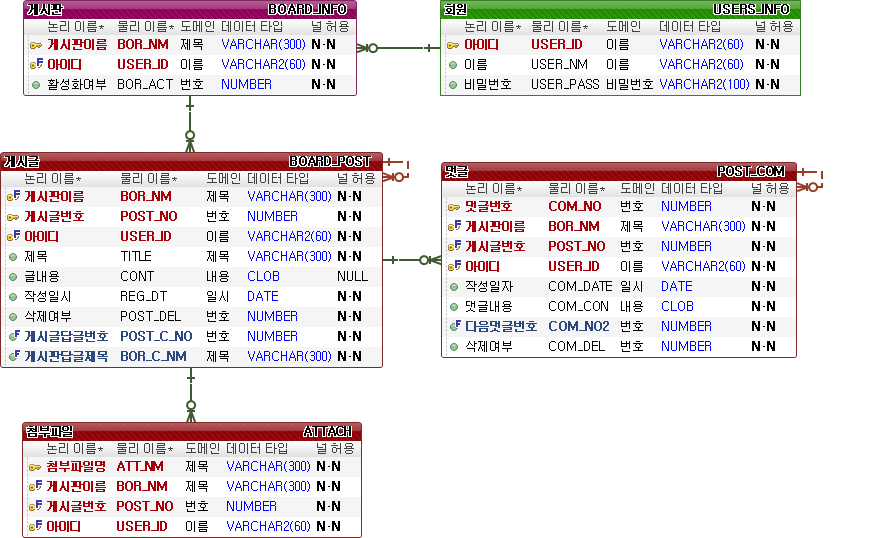 게시판 BOARD_INFO
논리 이름* 물리 이름* 도메인 데이터 타입 널 허용
게시판이름 BOR_NM 제목 VARCHAR(300) N·N
아이디 USER_ID 이름 VARCHAR2(60) N·N
활성화여부 BOR_ACT 번호 NUMBER N·N
회원 USERS_INFO
논리 이름* 물리 이름* 도메인 데이터 타입 널 허용
아이디 USER_ID 이름 VARCHAR2(60) N·N
이름 USER_NM 이름 VARCHAR2(60) N·N
비밀번호 USER_PASS 비밀번호 VARCHAR2(100) N·N
게시글 BOARD_POST
논리 이름* 물리 이름* 도메인 데이터 타입 널 허용
게시판이름 BOR_NM 제목 VARCHAR(300) N·N
게시글번호 POST_NO 번호 NUMBER N·N
아이디 USER_ID 이름 VARCHAR2(60) N·N
제목 TITLE 제목 VARCHAR(300) N·N
글내용 CONT 내용 CLOB NULL
작성일시 REG_DT 일시 DATE N·N
삭제여부 POST_DEL 번호 NUMBER N·N
게시글답글번호 POST_C_NO 번호 NUMBER N·N
게시판답글제목 BOR_C_NM 제목 VARCHAR(300) N·N
댓글 POST_COM
논리 이름* 물리 이름* 도메인 데이터 타입 널 허용
댓글번호 COM_NO 번호 NUMBER N·N
게시판이름 BOR_NM 제목 VARCHAR(300) N·N
게시글번호 POST_NO 번호 NUMBER N·N
아이디 USER_ID 이름 VARCHAR2(60) N·N
작성일자 COM_DATE 일시 DATE N·N
댓글내용 COM_CON 내용 CLOB N·N
다음댓글번호 COM_NO2 번호 NUMBER N·N
삭제여부 COM_DEL 번호 NUMBER N·N
첨부파일 ATTACH
논리 이름* 물리 이름* 도메인 데이터 타입 널 허용
첨부파일명 ATT_NM 제목 VARCHAR(300) N·N
게시판이름 BOR_NM 제목 VARCHAR(300) N·N
게시글번호 POST_NO 번호 NUMBER N·N
아이디 USER_ID 이름 VARCHAR2(60) N·N